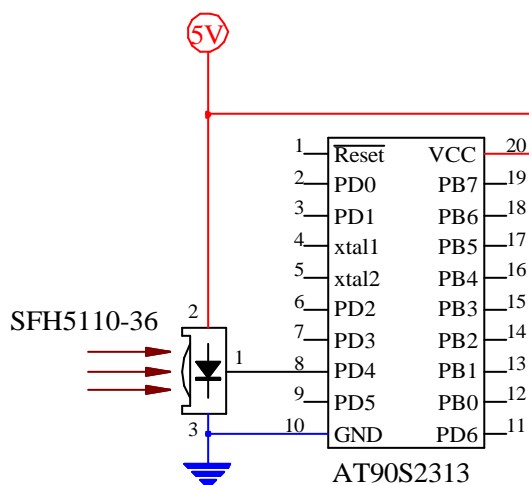 5V
1 Reset VCC 20
2 PD0 PB7 19
3 PD1 PB6 18
4 xtal1 PB5 17
5 xtal2 PB4 16
6 PD2 PB3 15
7 PD3 PB2 14
8 PD4 PB1 13
9 PD5 PB0 12
10 GND PD6 11
AT90S2313
SFH5110-36
2
1
3